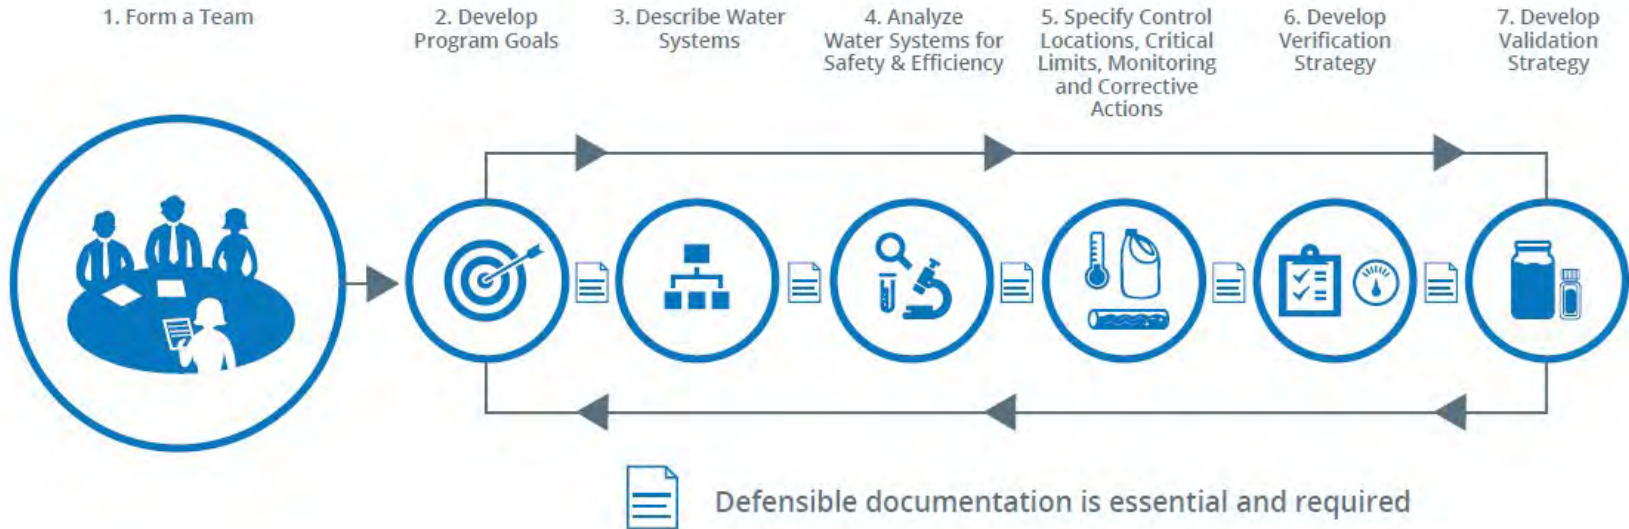 1. Form a Team
2. Develop
Program Goals
3. Describe Water
Systems
4. Analyze
Water Systems for
Safety & Efficiency
5. Specify Control
Locations, Critical
Limits, Monitoring
and Corrective
Actions
6. Develop
Verification
Strategy
7. Develop
Validation
Strategy
Defensible documentation is essential and required